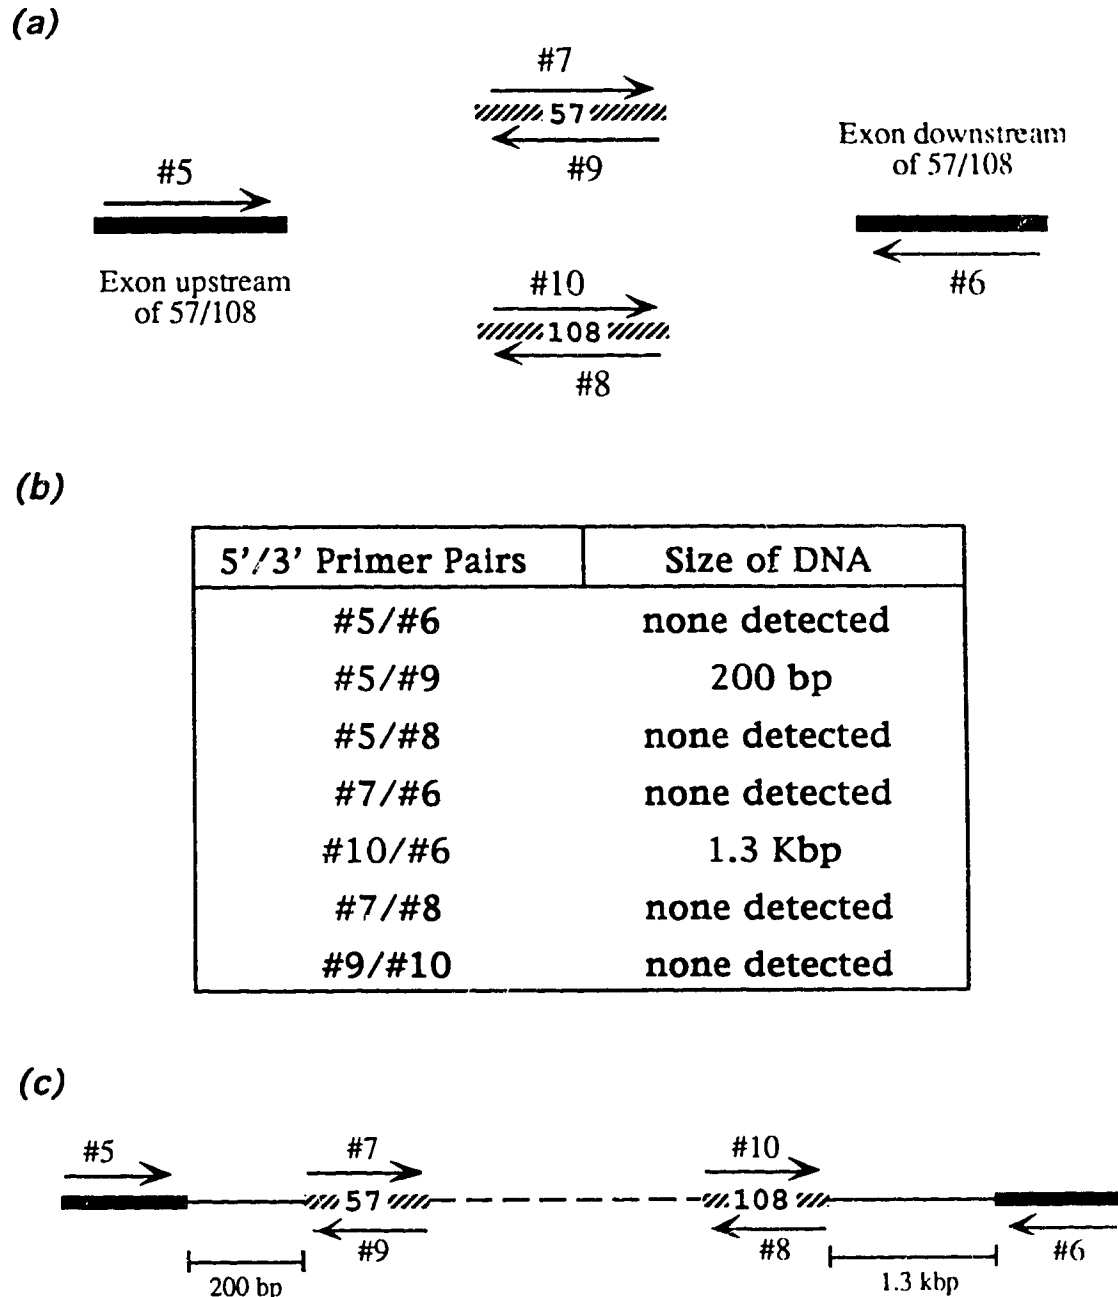 (a)
#7
57
#9
#5
Exon upstream
of 57/108
Exon downstream
of 57/108
#6
#10
108
#8
(b)
5'/3' Primer Pairs Size of DNA
#5/#6 none detected
#5/#9 200 bp
#5/#8 none detected
#7/#6 none detected
#10/#6 1.3 Kbp
#7/#8 none detected
#9/#10 none detected
(c)
#5 #7 #10
57 108
#9 #8 #6
200 bp 1.3 kbp